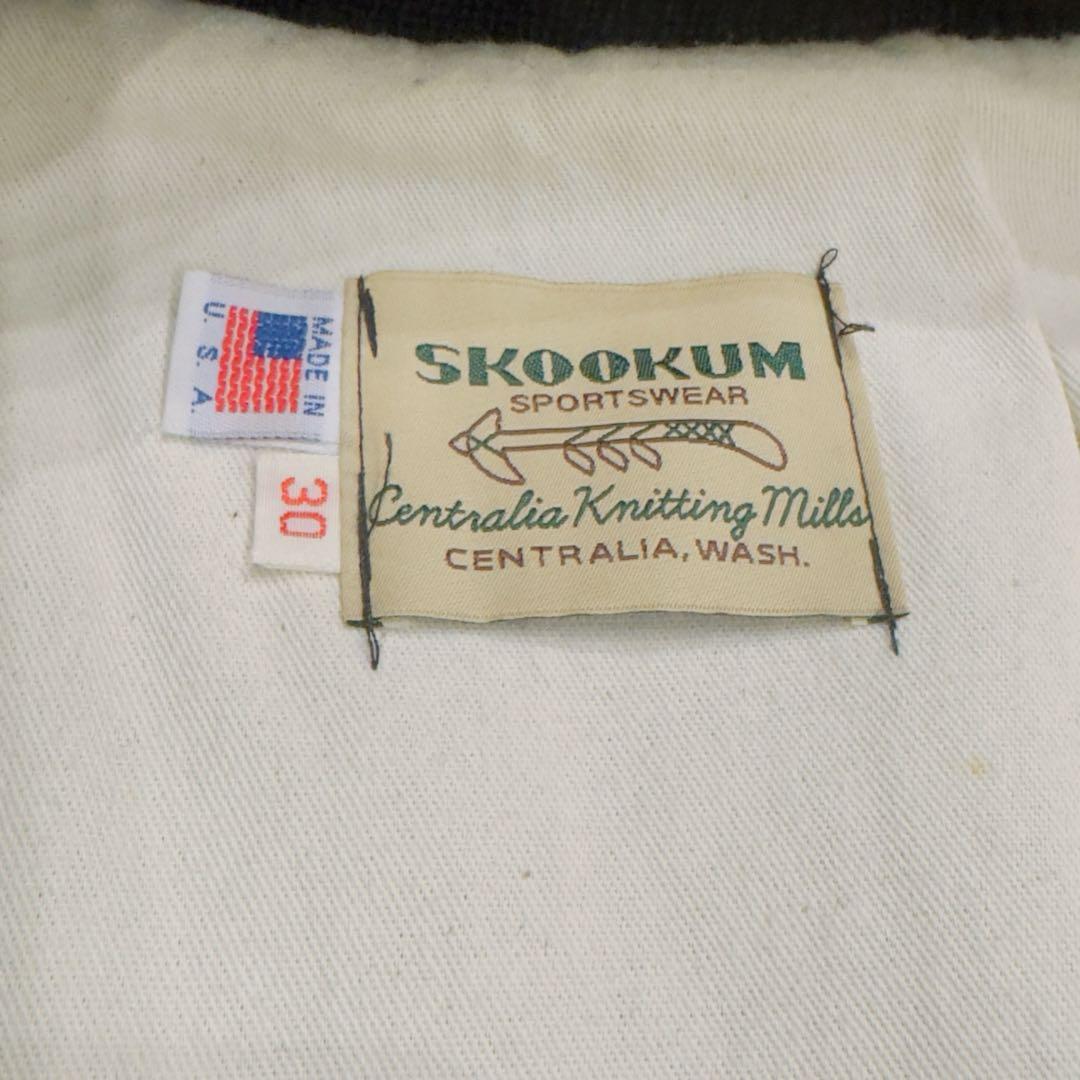 MADE IN
U. S. A.
30
SKOOKUM
SPORTSWEAR
Centralia Knitting Mills
CENTRALIA, WASH.